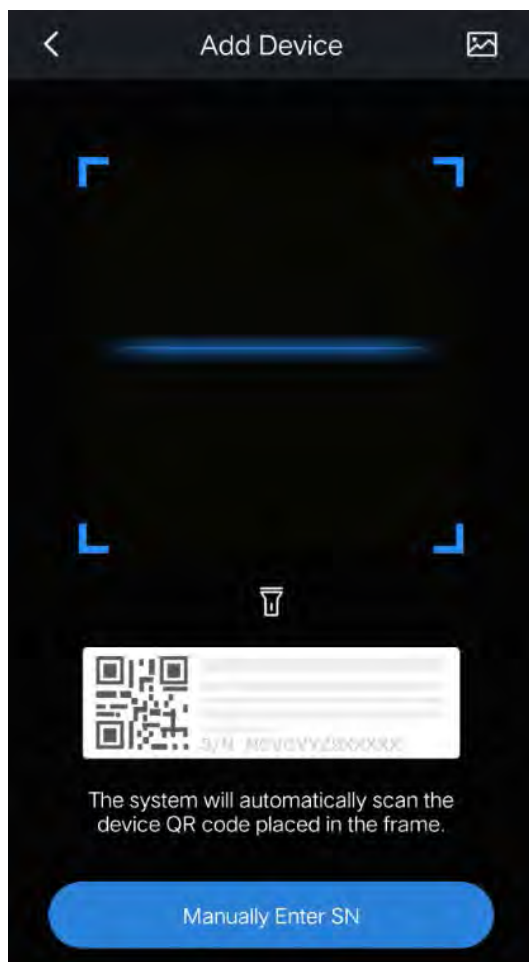 Add Device
S/N
The system will automatically scan the
device QR code placed in the frame.
Manually Enter SN